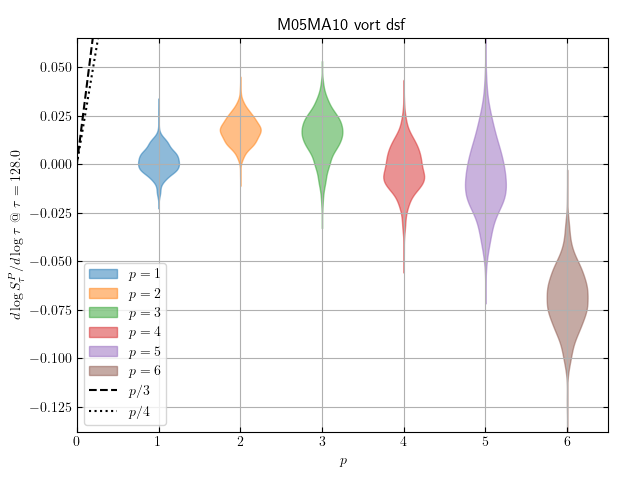 M05MA10 vort dsf
d log S_τ^P / d log τ @ τ = 128.0
0.050
0.025
0.000
−0.025
−0.050
−0.075
−0.100
−0.125
p = 1
p = 2
p = 3
p = 4
p = 5
p = 6
p/3
p/4
0 1 2 3 4 5 6
p